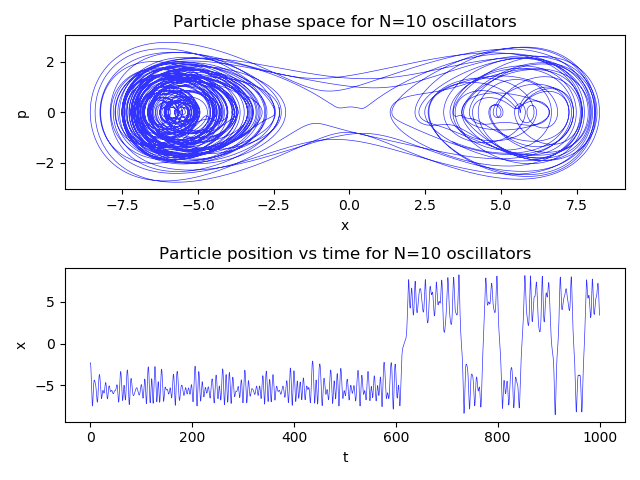 Particle phase space for N=10 oscillators
2
0
−2
p
−7.5 −5.0 −2.5 0.0 2.5 5.0 7.5
x
Particle position vs time for N=10 oscillators
5
0
−5
x
0 200 400 600 800 1000
t